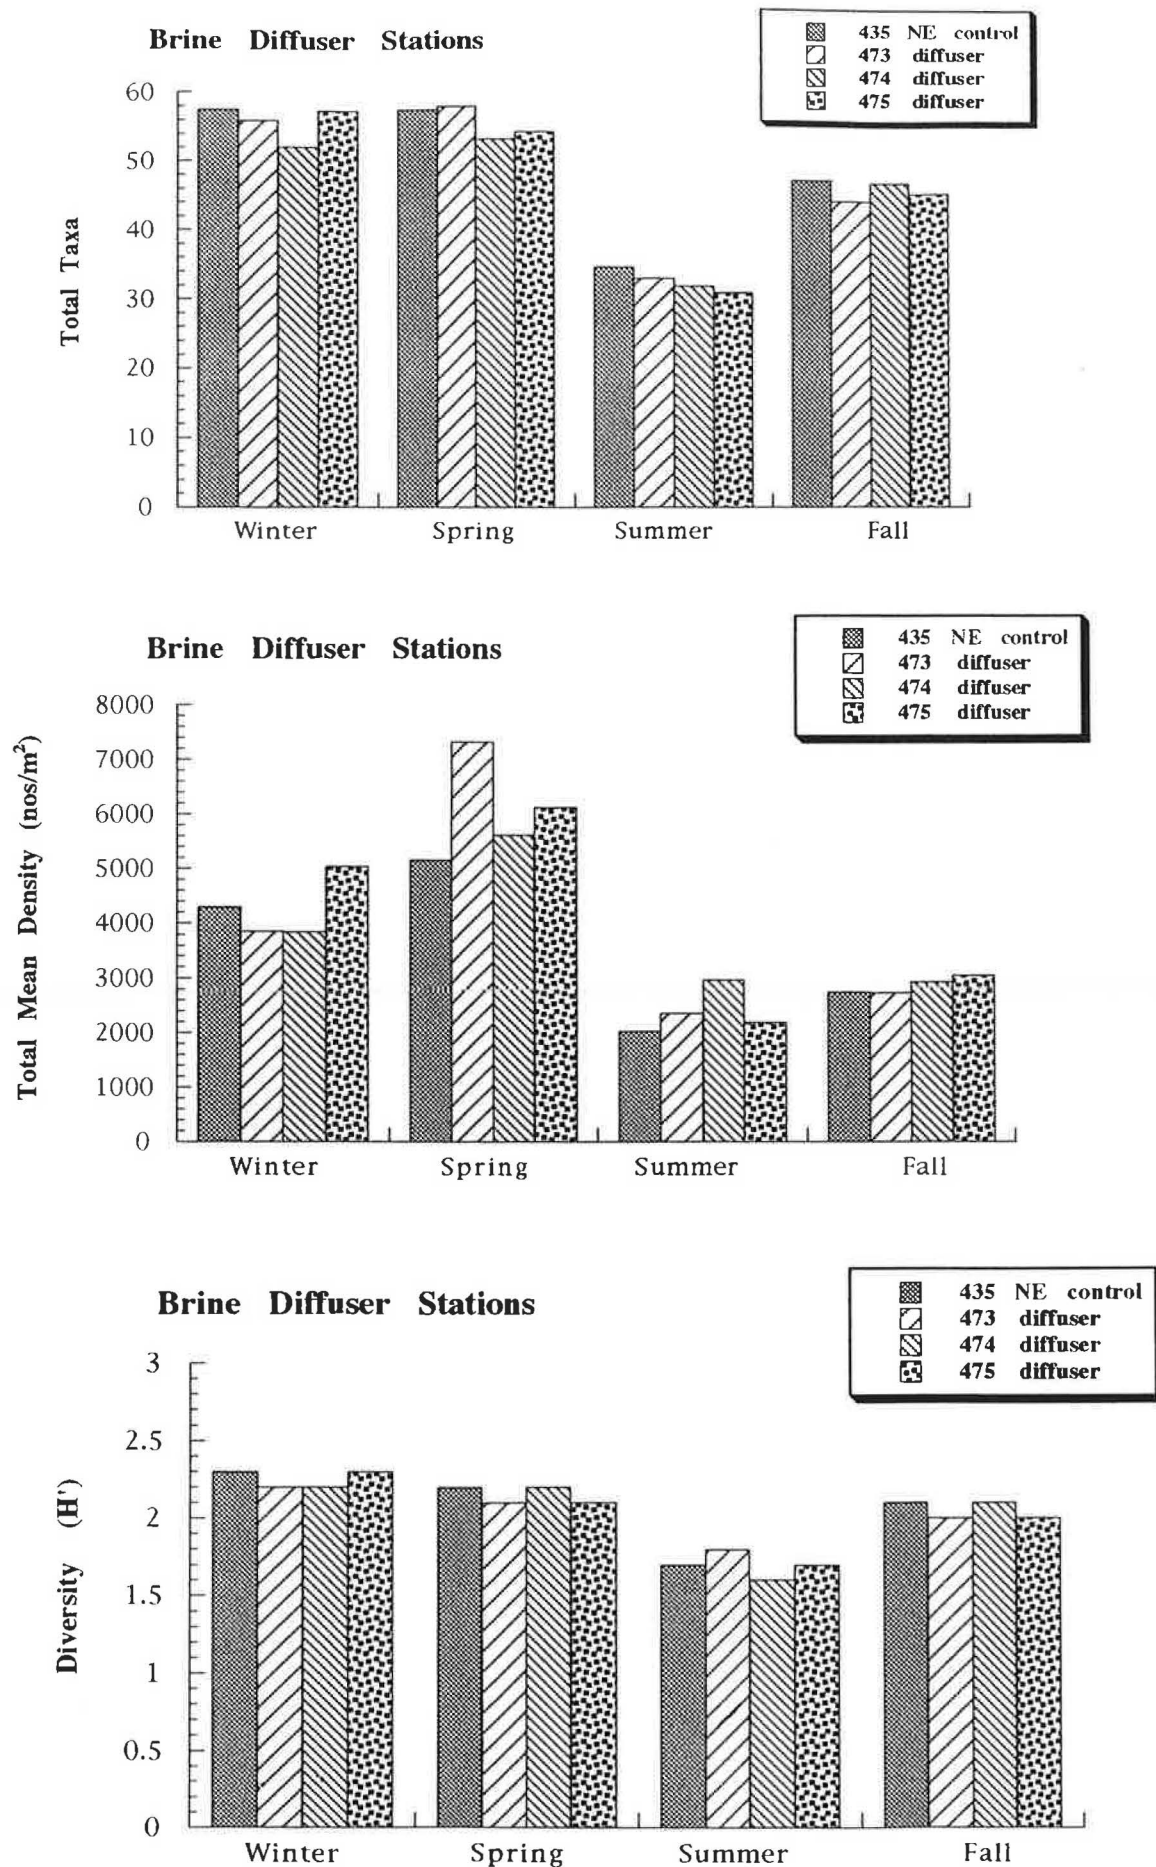 Brine Diffuser Stations
435 NE control
473 diffuser
474 diffuser
475 diffuser
Total Taxa
60
50
40
30
20
10
0
Winter Spring Summer Fall
Brine Diffuser Stations
435 NE control
473 diffuser
474 diffuser
475 diffuser
Total Mean Density (nos/m²)
8000
7000
6000
5000
4000
3000
2000
1000
0
Winter Spring Summer Fall
Brine Diffuser Stations
435 NE control
473 diffuser
474 diffuser
475 diffuser
Diversity (H')
3
2.5
2
1.5
1
0.5
0
Winter Spring Summer Fall